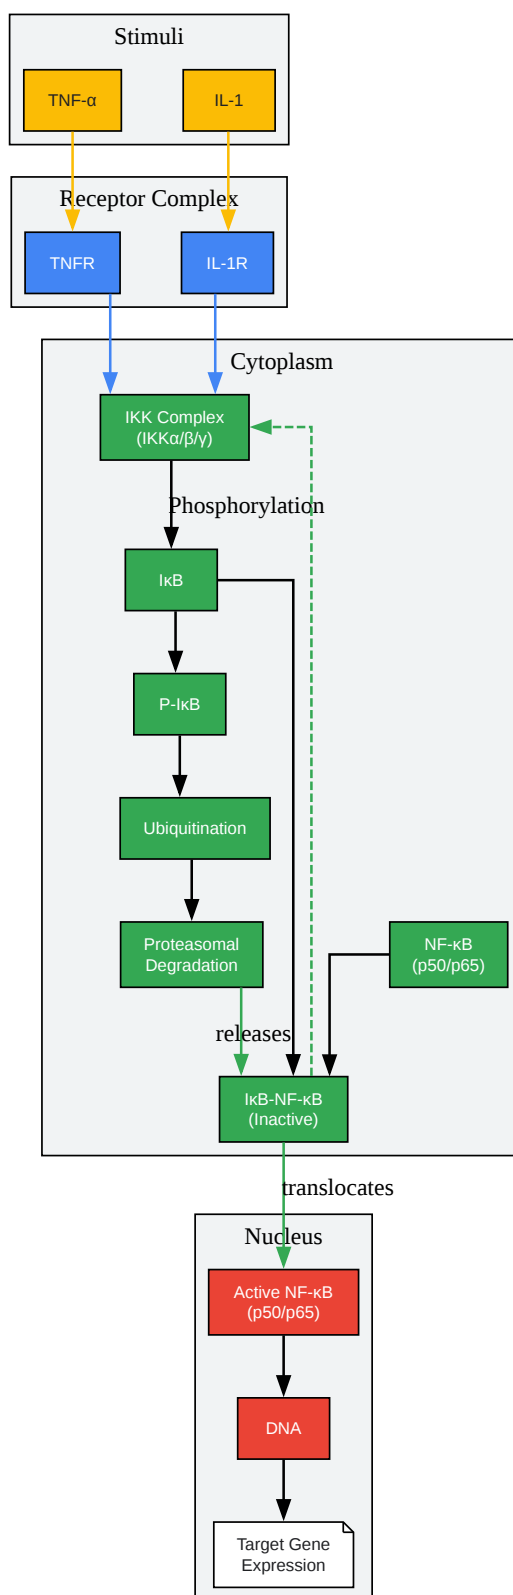 Stimuli
TNF-α
IL-1
Receptor Complex
TNFR
IL-1R
Cytoplasm
IKK Complex
(IKKα/β/γ)
Phosphorylation
IκB
P-IκB
Ubiquitination
Proteasomal
Degradation
NF-κB
(p50/p65)
releases
IκB-NF-κB
(Inactive)
translocates
Nucleus
Active NF-κB
(p50/p65)
DNA
Target Gene
Expression